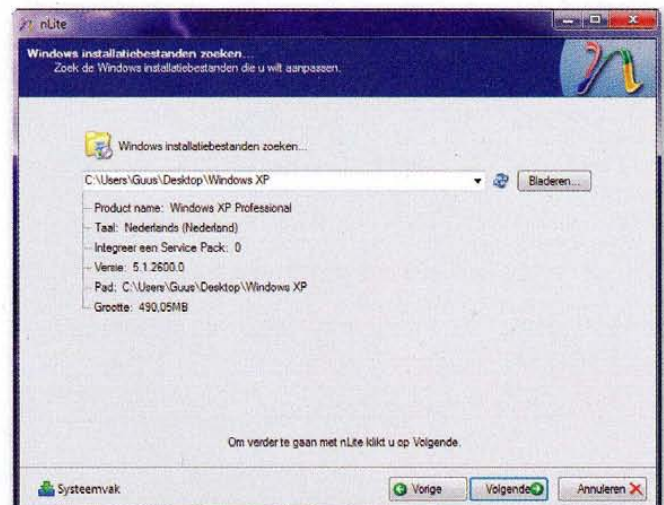 nLite
Windows installatiebestanden zoeken...
Zoek de Windows installatiebestanden die u wilt aanpassen.
Windows installatiebestanden zoeken...
C:\Users\Guus\Desktop\Windows XP
Bladeren...
Product name: Windows XP Professional
Taal: Nederlands (Nederland)
Integreer een Service Pack: 0
Versie: 5.1.2600.0
Pad: C:\Users\Guus\Desktop\Windows XP
Grootte: 490,05MB
Om verder te gaan met nLite klikt u op Volgende.
Systeemvak
Vorige
Volgende
Annuleren